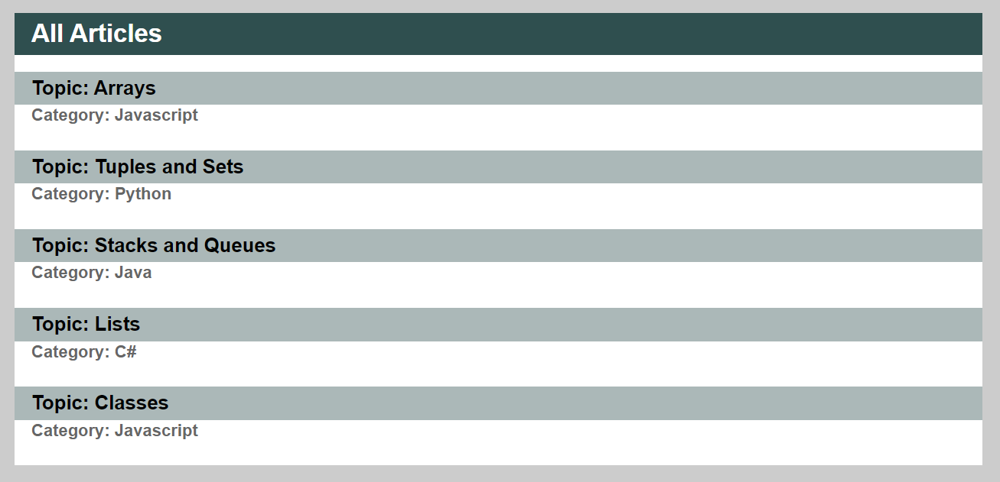 All Articles
Topic: Arrays
Category: Javascript
Topic: Tuples and Sets
Category: Python
Topic: Stacks and Queues
Category: Java
Topic: Lists
Category: C#
Topic: Classes
Category: Javascript